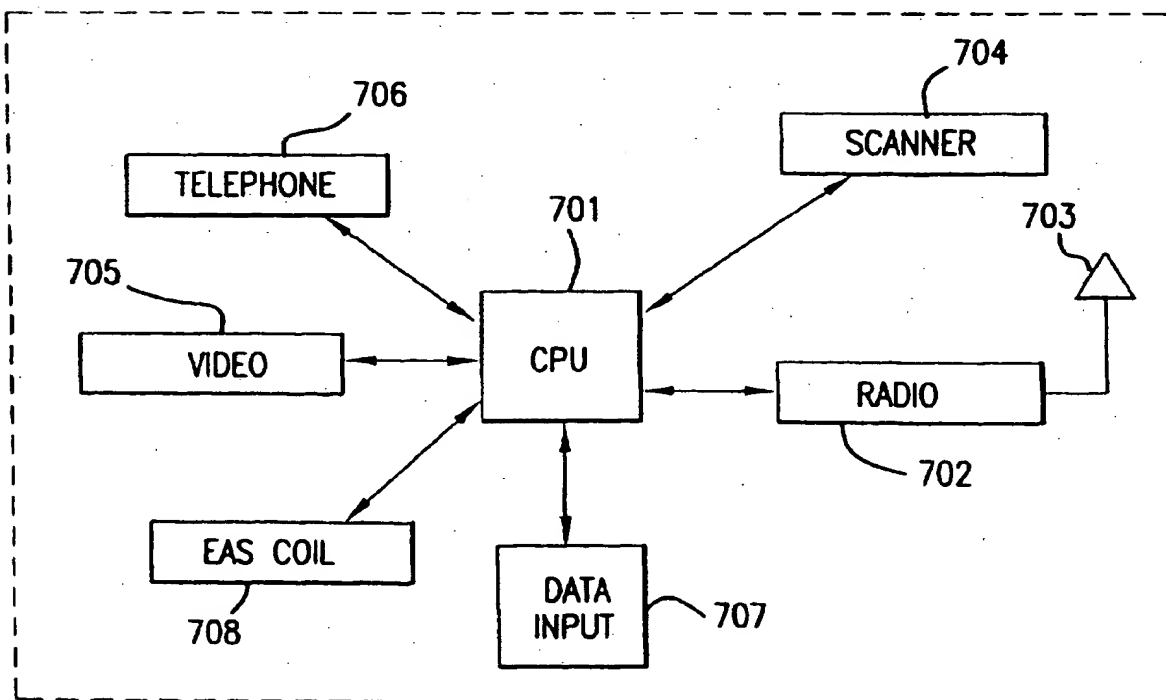 704
706
SCANNER
TELEPHONE
701
703
705
VIDEO
CPU
RADIO
702
EAS COIL
708
DATA
INPUT
707